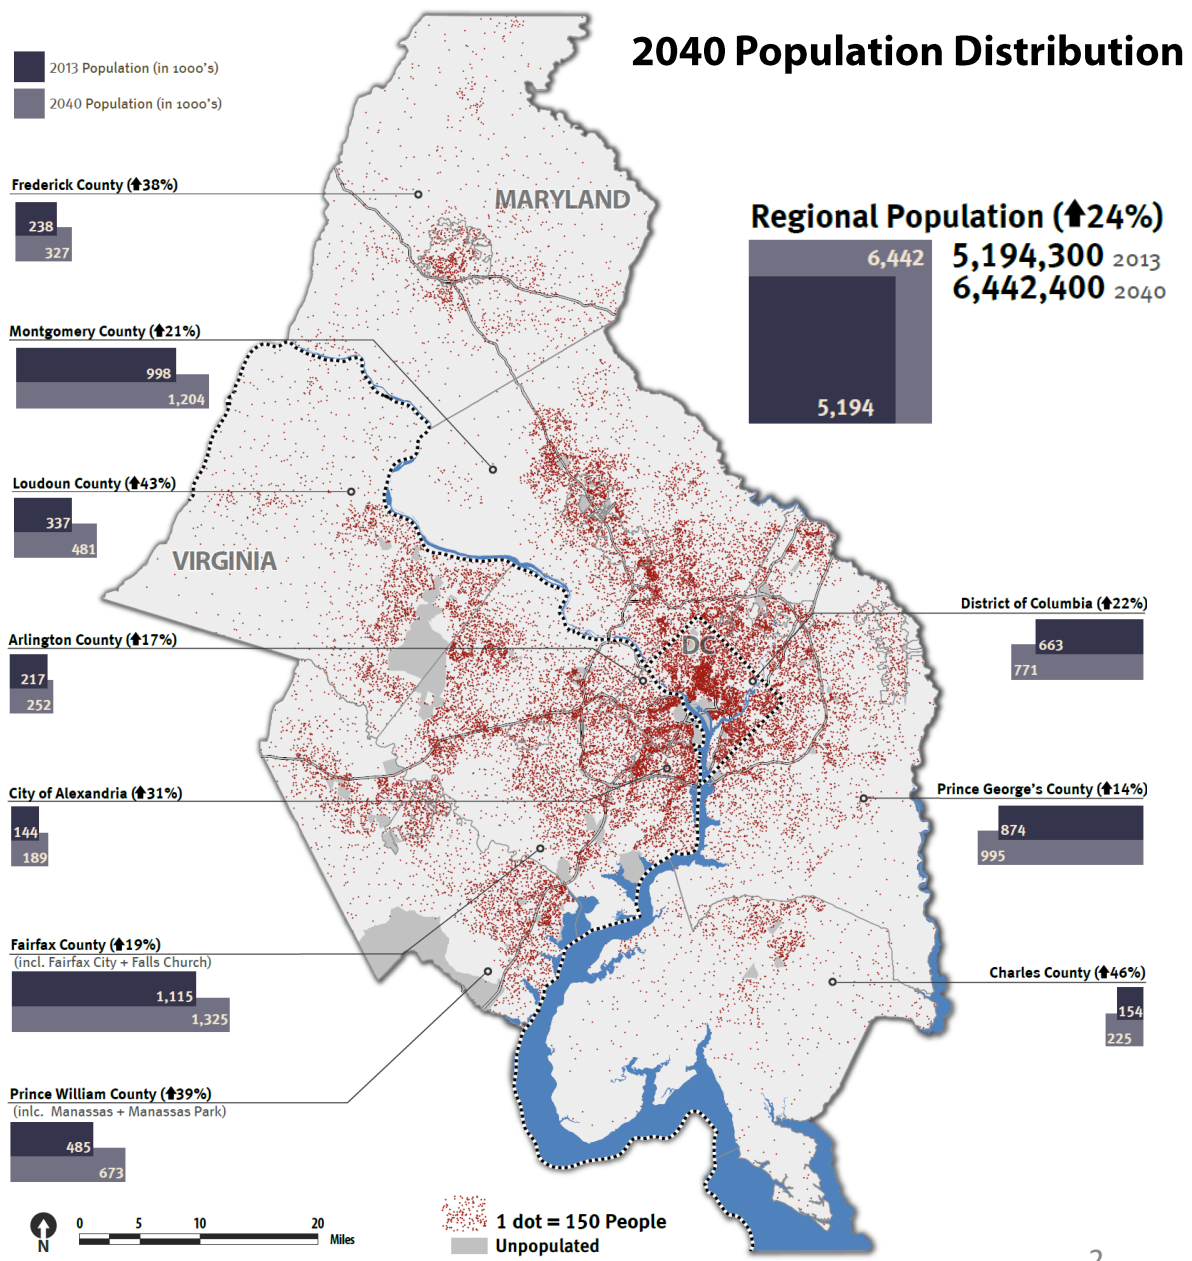 2040 Population Distribution
2013 Population (in 1000's)
2040 Population (in 1000's)
Frederick County (⬆38%)
238
327
MARYLAND
Regional Population (⬆24%)
6,442
5,194,300 2013
6,442,400 2040
5,194
Montgomery County (⬆21%)
998
1,204
Loudoun County (⬆43%)
337
481
VIRGINIA
District of Columbia (⬆22%)
663
771
Arlington County (⬆17%)
217
252
DC
City of Alexandria (⬆31%)
144
189
Prince George's County (⬆14%)
874
995
Fairfax County (⬆19%)
(incl. Fairfax City + Falls Church)
1,115
1,325
Charles County (⬆46%)
154
225
Prince William County (⬆39%)
(inlc. Manassas + Manassas Park)
485
673
N
0 5 10 20
Miles
1 dot = 150 People
Unpopulated
2